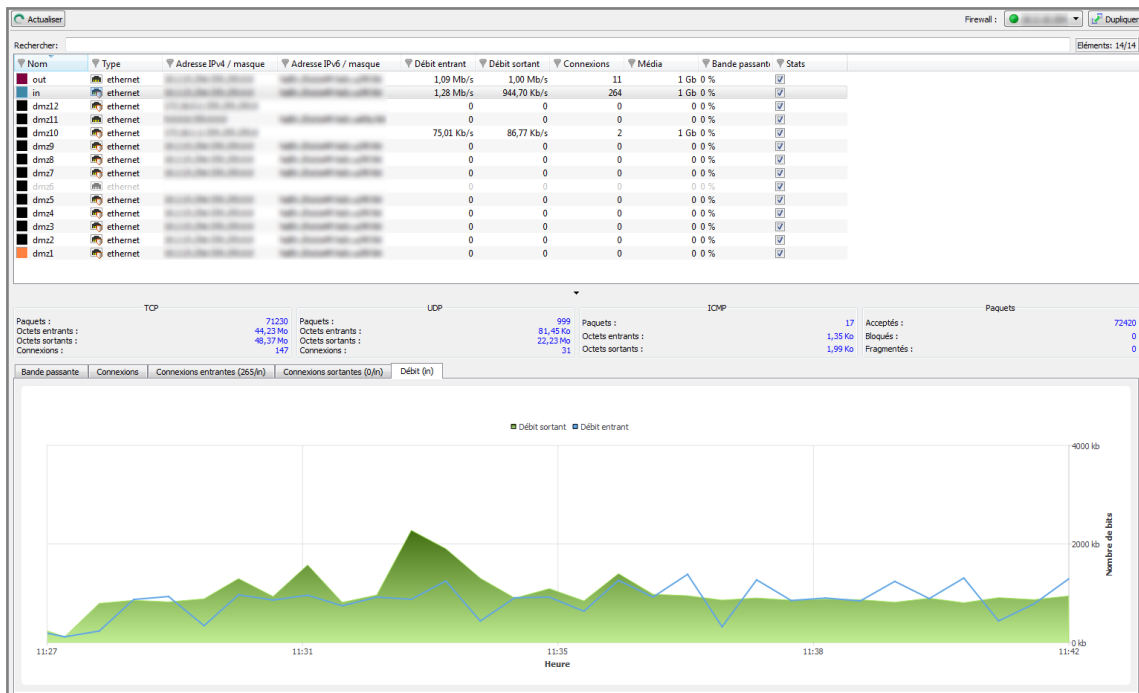 Actualiser Firewall : Dupliquer
Rechercher: Eléments: 14/14
Nom Type Adresse IPv4 / masque Adresse IPv6 / masque Débit entrant Débit sortant Connexions Média Bande passante Stats
out ethernet 1,09 Mb/s 1,00 Mb/s 11 1 Gb 0 %
in ethernet 1,28 Mb/s 944,70 Kb/s 264 1 Gb 0 %
dmz12 ethernet 0 0 0 0 0 %
dmz11 ethernet 0 0 0 0 0 %
dmz10 ethernet 75,01 Kb/s 86,77 Kb/s 2 1 Gb 0 %
dmz9 ethernet 0 0 0 0 0 %
dmz8 ethernet 0 0 0 0 0 %
dmz7 ethernet 0 0 0 0 0 %
dmz6 ethernet 0 0 0 0 0 %
dmz5 ethernet 0 0 0 0 0 %
dmz4 ethernet 0 0 0 0 0 %
dmz3 ethernet 0 0 0 0 0 %
dmz2 ethernet 0 0 0 0 0 %
dmz1 ethernet 0 0 0 0 0 %
TCP UDP ICMP Paquets
Paquets : 71230 Paquets : 999 Paquets : 17 Acceptés : 72420
Octets entrants : 44,23 Mo Octets entrants : 81,45 Ko Octets entrants : 1,35 Ko Bloqués : 0
Octets sortants : 48,37 Mo Octets sortants : 22,23 Mo Octets sortants : 1,99 Ko Fragmentés : 0
Connexions : 147 Connexions : 31
Bande passante Connexions Connexions entrantes (265/in) Connexions sortantes (0/in) Débit (in)
Débit sortant Débit entrant
4000 kb
2000 kb
Nombre de bits
0 kb
11:27 11:31 11:35 11:38 11:42
Heure